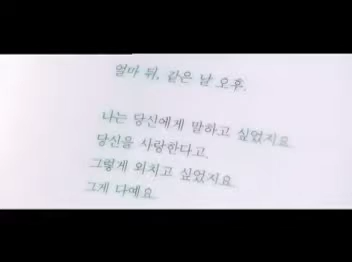 얼마 뒤, 같은 날 오후.
나는 당신에게 말하고 싶었지요
당신을 사랑한다고.
그렇게 외치고 싶었지요
그게 다예요